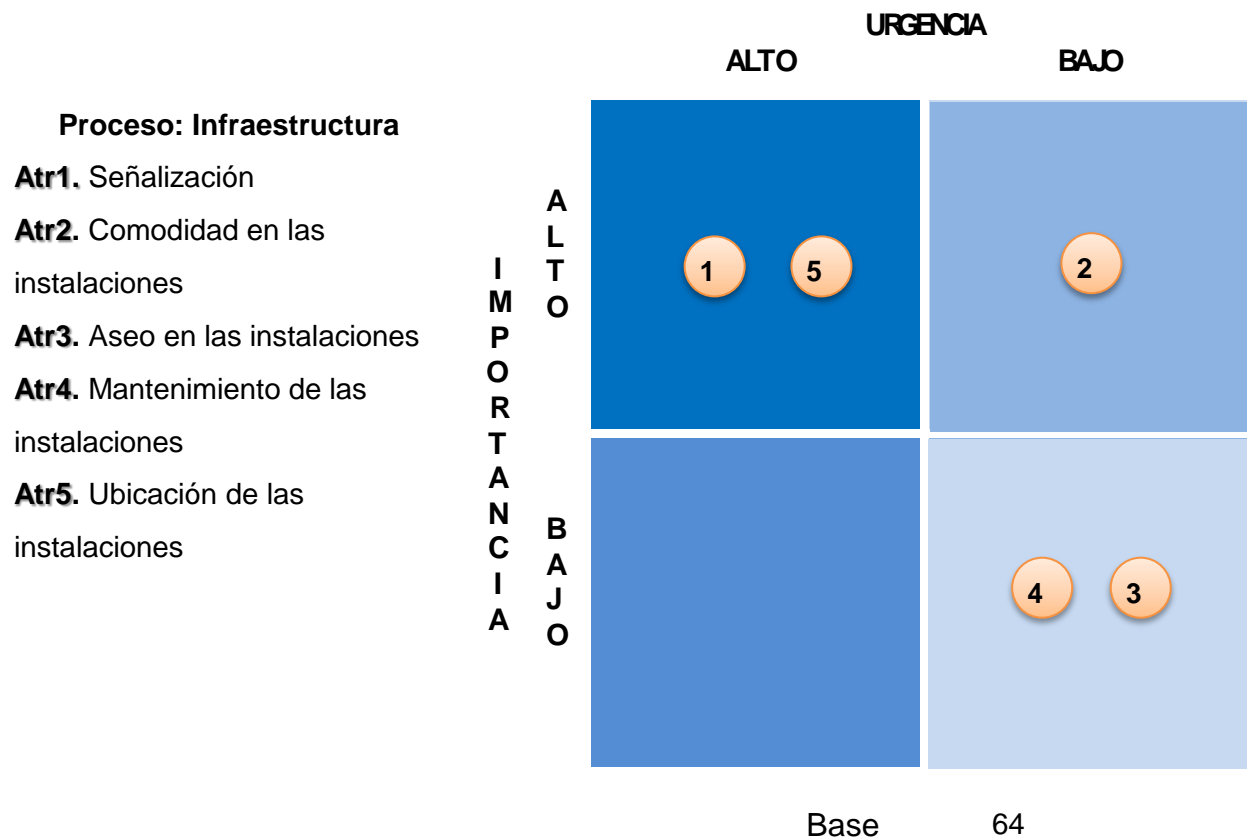 URGENCIA
ALTO BAJO
Proceso: Infraestructura
Atr1. Señalización
Atr2. Comodidad en las
instalaciones
Atr3. Aseo en las instalaciones
Atr4. Mantenimiento de las
instalaciones
Atr5. Ubicación de las
instalaciones
IMPORTANCIA
ALTO
BAJO
1 5 2
4 3
Base 64